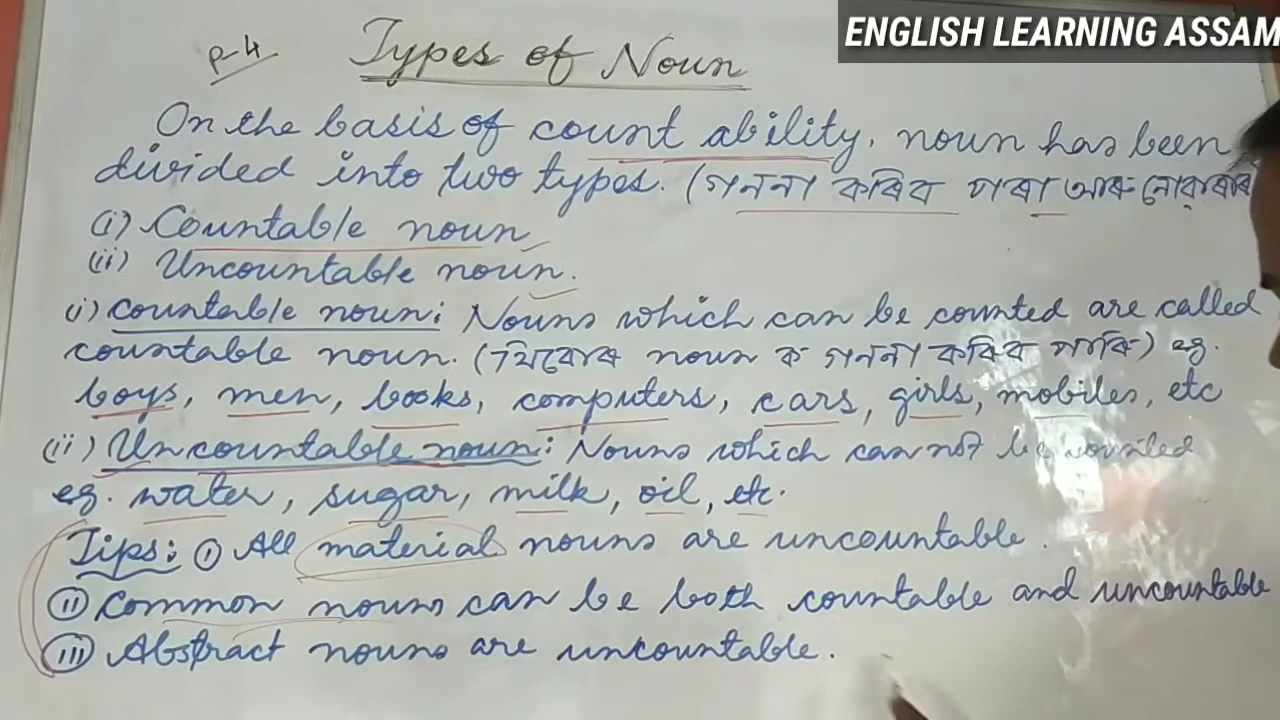 ENGLISH LEARNING ASSAM
P-4 Types of Noun
On the basis of count ability, noun has been
divided into two types. (গননা কৰিব পৰা আৰু
(i) Countable noun
(ii) Uncountable noun.
(i) countable noun: Nouns which can be counted are called
countable noun. (যিবোৰ noun ক গননা কৰিব পাৰি) eg.
boys, men, books, computers, cars, girls, mobiles, etc
(ii) Uncountable noun: Nouns which can not be counted
eg. water, sugar, milk, oil, etc.
Tips: (i) All material nouns are uncountable.
(ii) Common nouns can be both countable and uncountable
(iii) Abstract nouns are uncountable.